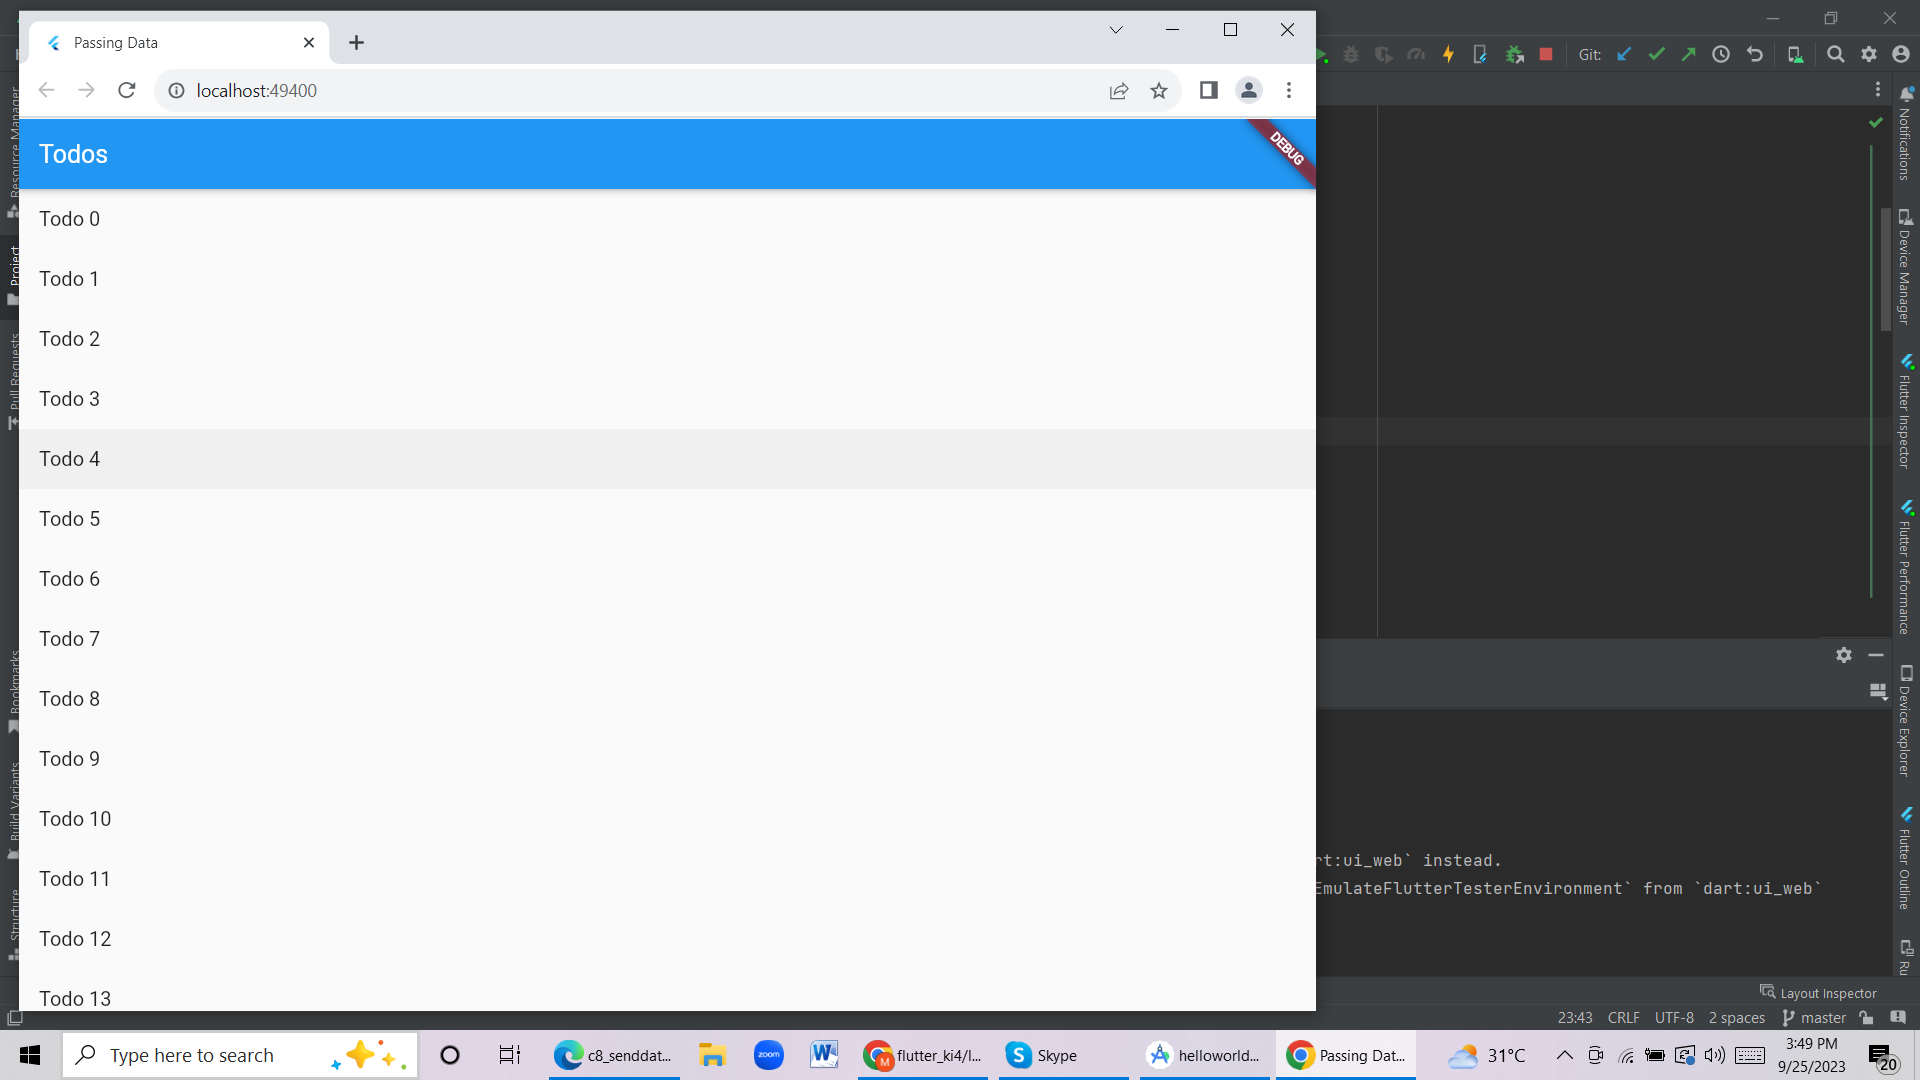 Passing Data
localhost:49400
Todos
DEBUG
Todo 0
Todo 1
Todo 2
Todo 3
Todo 4
Todo 5
Todo 6
Todo 7
Todo 8
Todo 9
Todo 10
Todo 11
Todo 12
Todo 13
Resource Manager
Project
Pull Requests
Bookmarks
Build Variants
Structure
Git:
Notifications
Device Manager
Flutter Inspector
Flutter Performance
Device Explorer
Flutter Outline
Ru
rt:ui_web` instead.
EmulateFlutterTesterEnvironment` from `dart:ui_web`
Layout Inspector
23:43 CRLF UTF-8 2 spaces master
Type here to search
c8_senddat...
zoom
W
M
flutter_ki4/l...
S
Skype
helloworld...
Passing Dat...
31°C
3:49 PM
9/25/2023
20